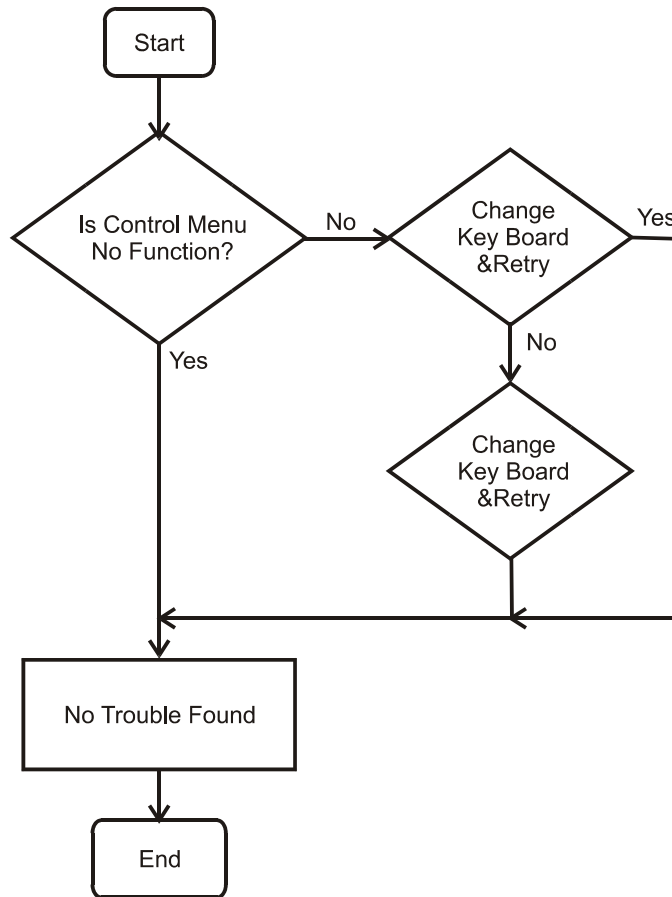 Start
Is Control Menu
No Function?
No
Change
Key Board
&Retry
Yes
Yes
No
Change
Key Board
&Retry
No Trouble Found
End